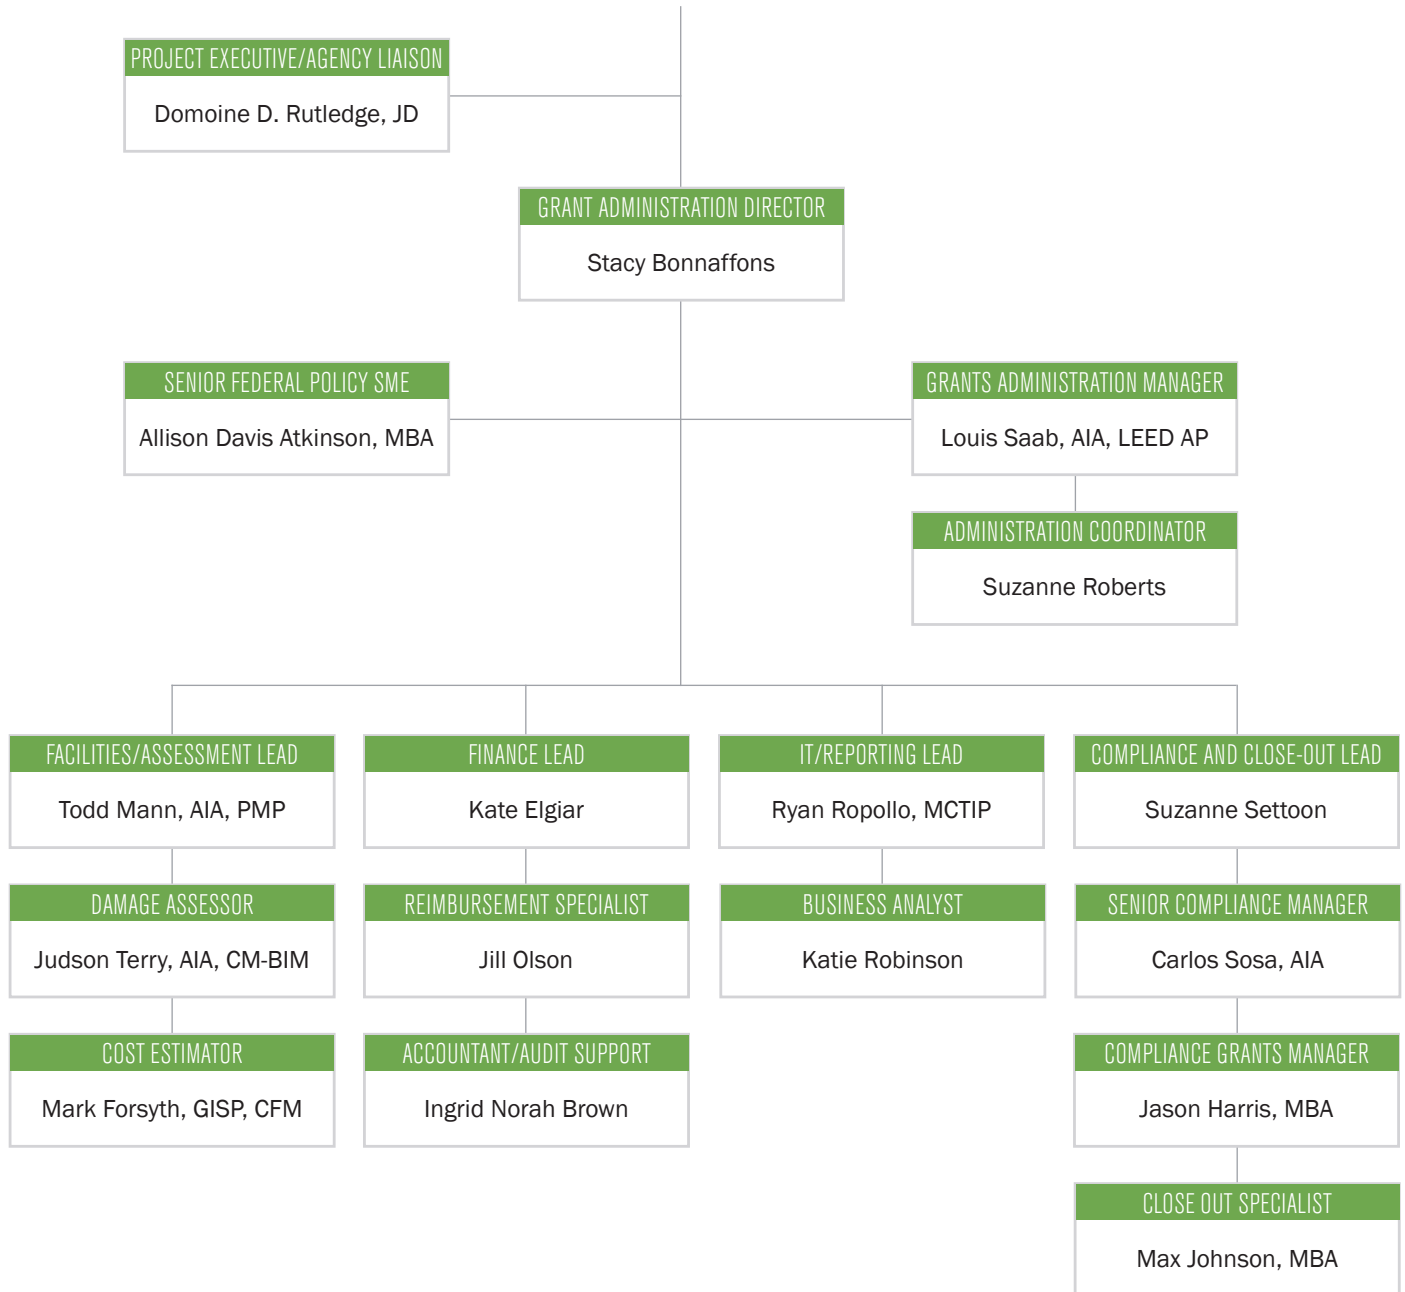 PROJECT EXECUTIVE/AGENCY LIAISON
Domoine D. Rutledge, JD
GRANT ADMINISTRATION DIRECTOR
Stacy Bonnaffons
SENIOR FEDERAL POLICY SME
Allison Davis Atkinson, MBA
GRANTS ADMINISTRATION MANAGER
Louis Saab, AIA, LEED AP
ADMINISTRATION COORDINATOR
Suzanne Roberts
FACILITIES/ASSESSMENT LEAD
Todd Mann, AIA, PMP
DAMAGE ASSESSOR
Judson Terry, AIA, CM-BIM
COST ESTIMATOR
Mark Forsyth, GISP, CFM
FINANCE LEAD
Kate Elgiar
REIMBURSEMENT SPECIALIST
Jill Olson
ACCOUNTANT/AUDIT SUPPORT
Ingrid Norah Brown
IT/REPORTING LEAD
Ryan Ropollo, MCTIP
BUSINESS ANALYST
Katie Robinson
COMPLIANCE AND CLOSE-OUT LEAD
Suzanne Settoon
SENIOR COMPLIANCE MANAGER
Carlos Sosa, AIA
COMPLIANCE GRANTS MANAGER
Jason Harris, MBA
CLOSE OUT SPECIALIST
Max Johnson, MBA